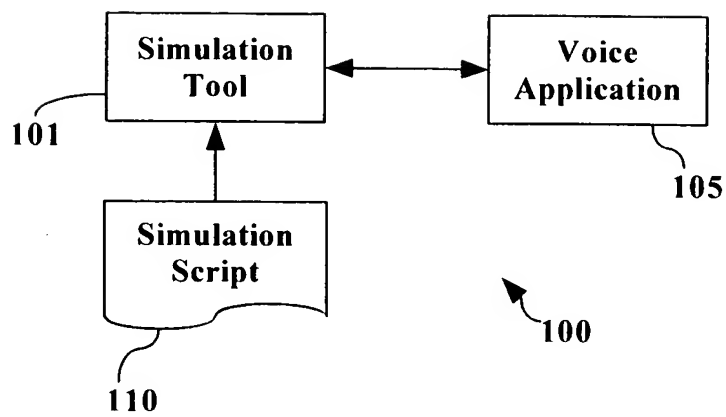 Simulation
Tool
Voice
Application
101
105
Simulation
Script
100
110